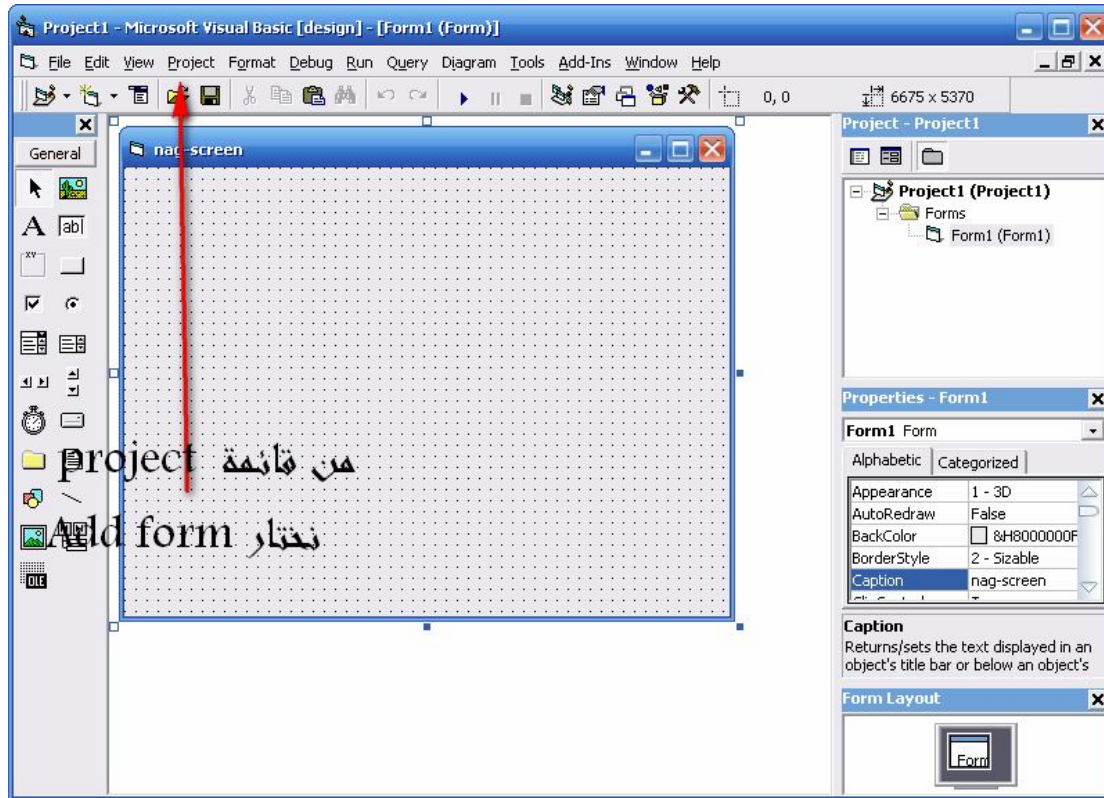 Project1 - Microsoft Visual Basic [design] - [Form1 (Form)]
File Edit View Project Format Debug Run Query Diagram Tools Add-Ins Window Help
0, 0 6675 x 5370
General
A ab
XY
OLE
nag-screen
من قائمة project
نختار Add form
Project - Project1
Project1 (Project1)
Forms
Form1 (Form1)
Properties - Form1
Form1 Form
Alphabetic Categorized
Appearance 1 - 3D
AutoRedraw False
BackColor &H8000000F
BorderStyle 2 - Sizable
Caption nag-screen
Caption
Returns/sets the text displayed in an
object's title bar or below an object's
Form Layout
Form